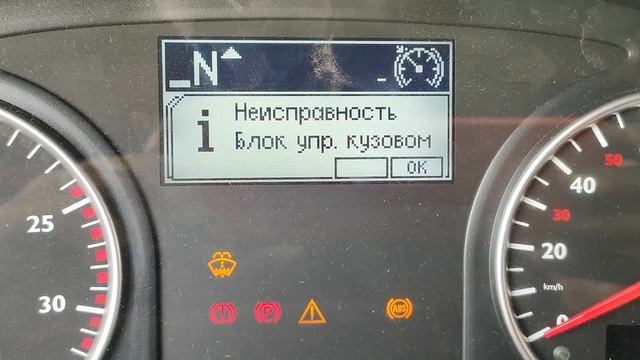 N
i
Неисправность
Блок упр. кузовом
OK
25
30
50
40
30
20
km/h
0
P
ABS